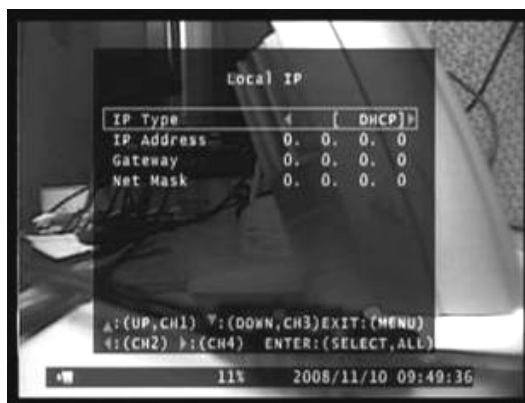 Local IP
IP Type ◀ [ DHCP]▶
IP Address 0. 0. 0. 0
Gateway 0. 0. 0. 0
Net Mask 0. 0. 0. 0
▲:(UP,CH1) ▼:(DOWN,CH3)EXIT:(MENU)
◀:(CH2) ▶:(CH4) ENTER:(SELECT,ALL)
11% 2008/11/10 09:49:36